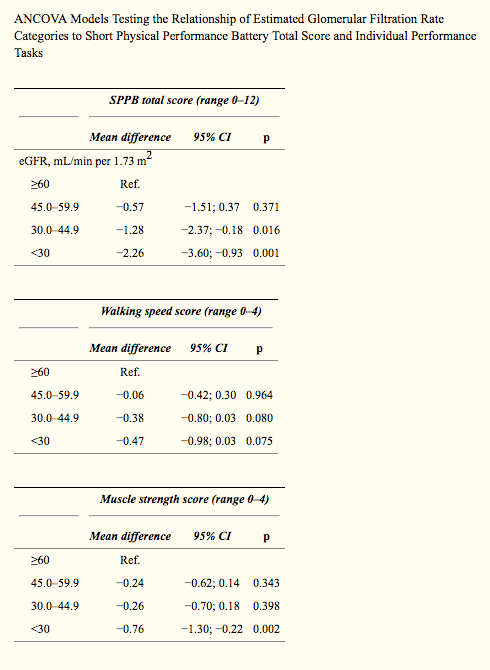 ANCOVA Models Testing the Relationship of Estimated Glomerular Filtration Rate
Categories to Short Physical Performance Battery Total Score and Individual Performance
Tasks
SPPB total score (range 0–12)
Mean difference 95% CI p
eGFR, mL/min per 1.73 m²
≥60 Ref.
45.0–59.9 −0.57 −1.51; 0.37 0.371
30.0–44.9 −1.28 −2.37; −0.18 0.016
<30 −2.26 −3.60; −0.93 0.001
Walking speed score (range 0–4)
Mean difference 95% CI p
≥60 Ref.
45.0–59.9 −0.06 −0.42; 0.30 0.964
30.0–44.9 −0.38 −0.80; 0.03 0.080
<30 −0.47 −0.98; 0.03 0.075
Muscle strength score (range 0–4)
Mean difference 95% CI p
≥60 Ref.
45.0–59.9 −0.24 −0.62; 0.14 0.343
30.0–44.9 −0.26 −0.70; 0.18 0.398
<30 −0.76 −1.30; −0.22 0.002